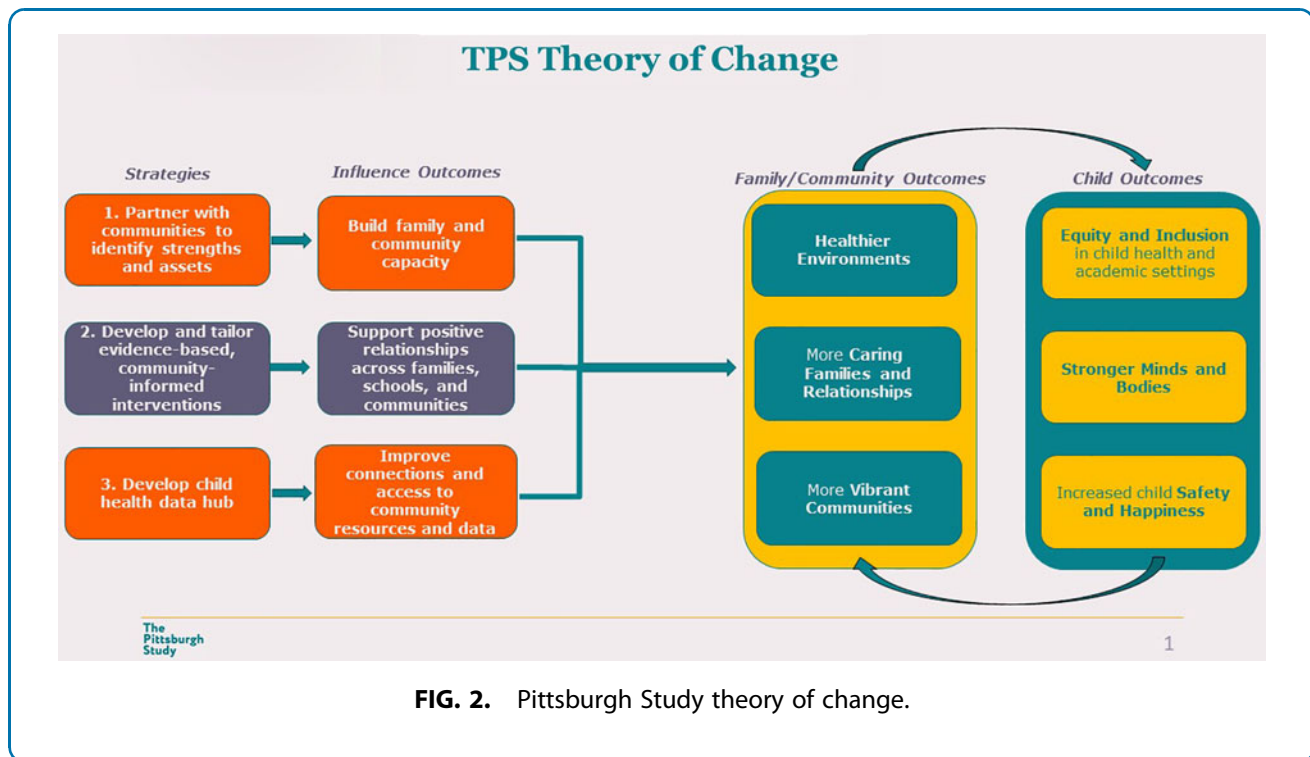 TPS Theory of Change
Strategies
1. Partner with
communities to
identify strengths
and assets
2. Develop and tailor
evidence-based,
community-
informed
interventions
3. Develop child
health data hub
Influence Outcomes
Build family and
community
capacity
Support positive
relationships
across families,
schools, and
communities
Improve
connections and
access to
community
resources and data
Family/Community Outcomes
Healthier
Environments
More Caring
Families and
Relationships
More Vibrant
Communities
Child Outcomes
Equity and Inclusion
in child health and
academic settings
Stronger Minds and
Bodies
Increased child Safety
and Happiness
The
Pittsburgh
Study
1
FIG. 2. Pittsburgh Study theory of change.